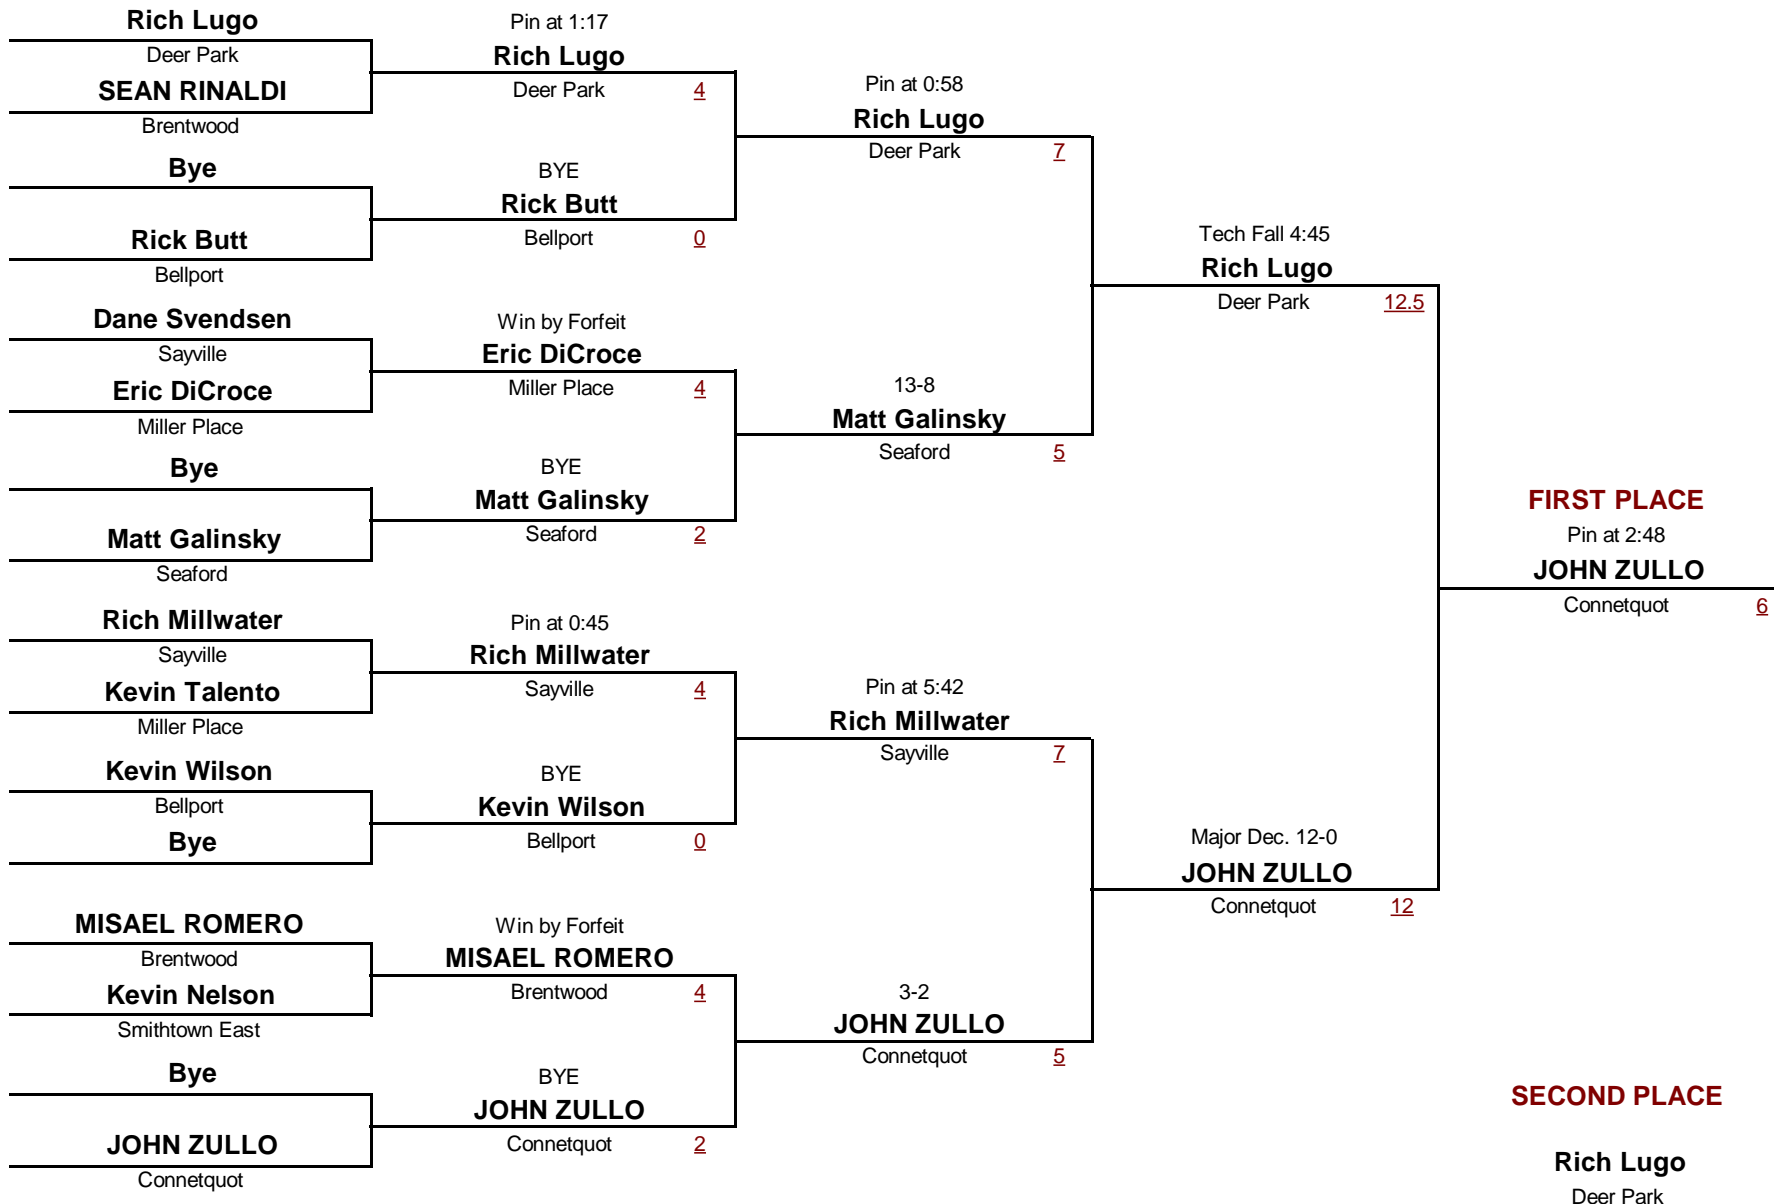 Rich Lugo
Deer Park
SEAN RINALDI
Brentwood
Bye
Rick Butt
Bellport
Dane Svendsen
Sayville
Eric DiCroce
Miller Place
Bye
Matt Galinsky
Seaford
Rich Millwater
Sayville
Kevin Talento
Miller Place
Kevin Wilson
Bellport
Bye
MISAEL ROMERO
Brentwood
Kevin Nelson
Smithtown East
Bye
JOHN ZULLO
Connetquot
Pin at 1:17
Rich Lugo
Deer Park 4
BYE
Rick Butt
Bellport 0
Win by Forfeit
Eric DiCroce
Miller Place 4
BYE
Matt Galinsky
Seaford 2
Pin at 0:45
Rich Millwater
Sayville 4
BYE
Kevin Wilson
Bellport 0
Win by Forfeit
MISAEL ROMERO
Brentwood 4
BYE
JOHN ZULLO
Connetquot 2
Pin at 0:58
Rich Lugo
Deer Park 7
13-8
Matt Galinsky
Seaford 5
Pin at 5:42
Rich Millwater
Sayville 7
3-2
JOHN ZULLO
Connetquot 5
Tech Fall 4:45
Rich Lugo
Deer Park 12.5
Major Dec. 12-0
JOHN ZULLO
Connetquot 12
FIRST PLACE
Pin at 2:48
JOHN ZULLO
Connetquot 6
SECOND PLACE
Rich Lugo
Deer Park